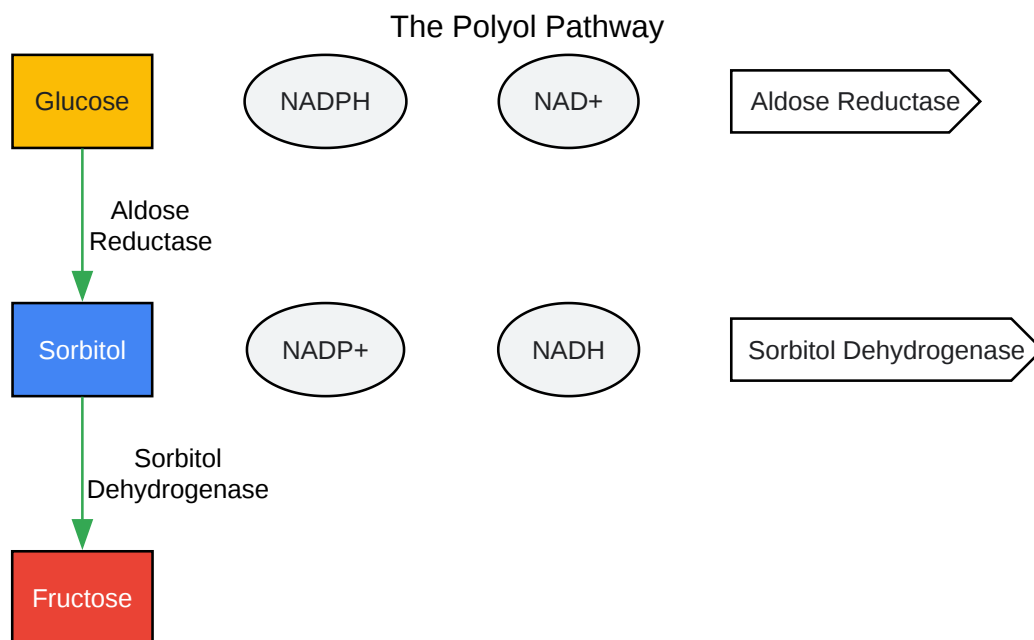 The Polyol Pathway
Glucose
NADPH
NAD+
Aldose Reductase
Aldose
Reductase
Sorbitol
NADP+
NADH
Sorbitol Dehydrogenase
Sorbitol
Dehydrogenase
Fructose